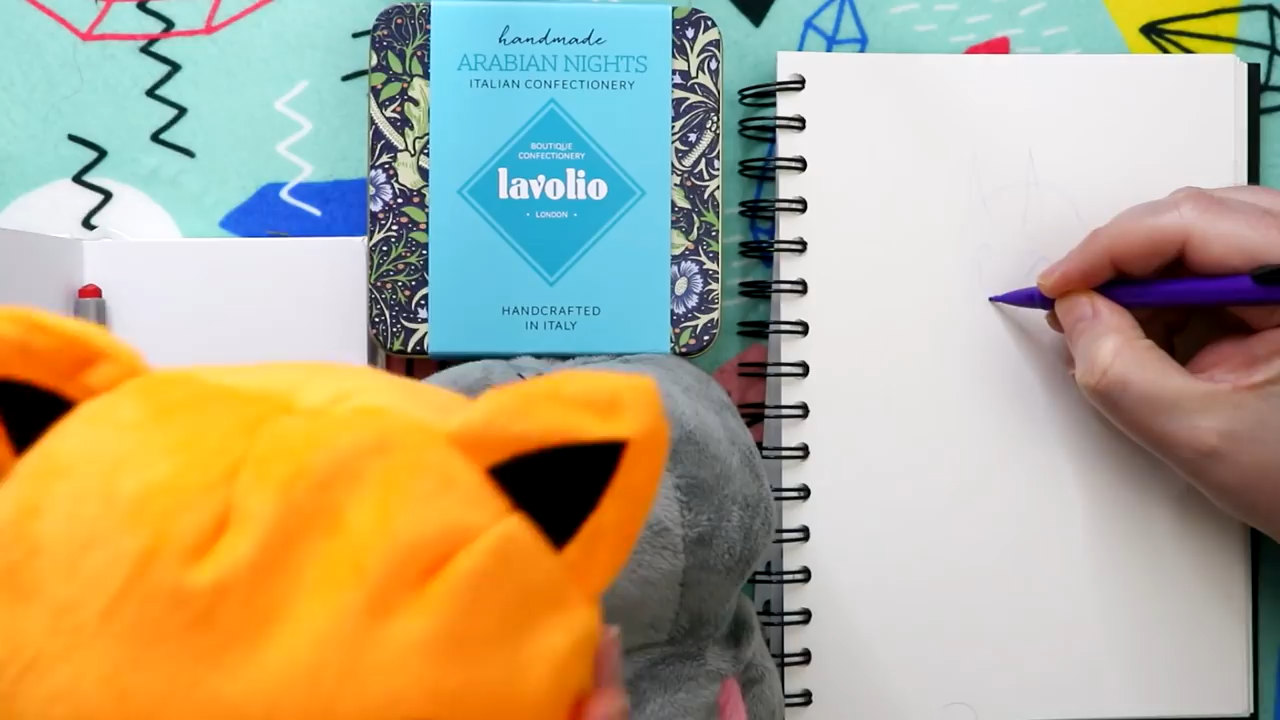 handmade
ARABIAN NIGHTS
ITALIAN CONFECTIONERY
BOUTIQUE
CONFECTIONERY
lavolio
• LONDON •
HANDCRAFTED
IN ITALY